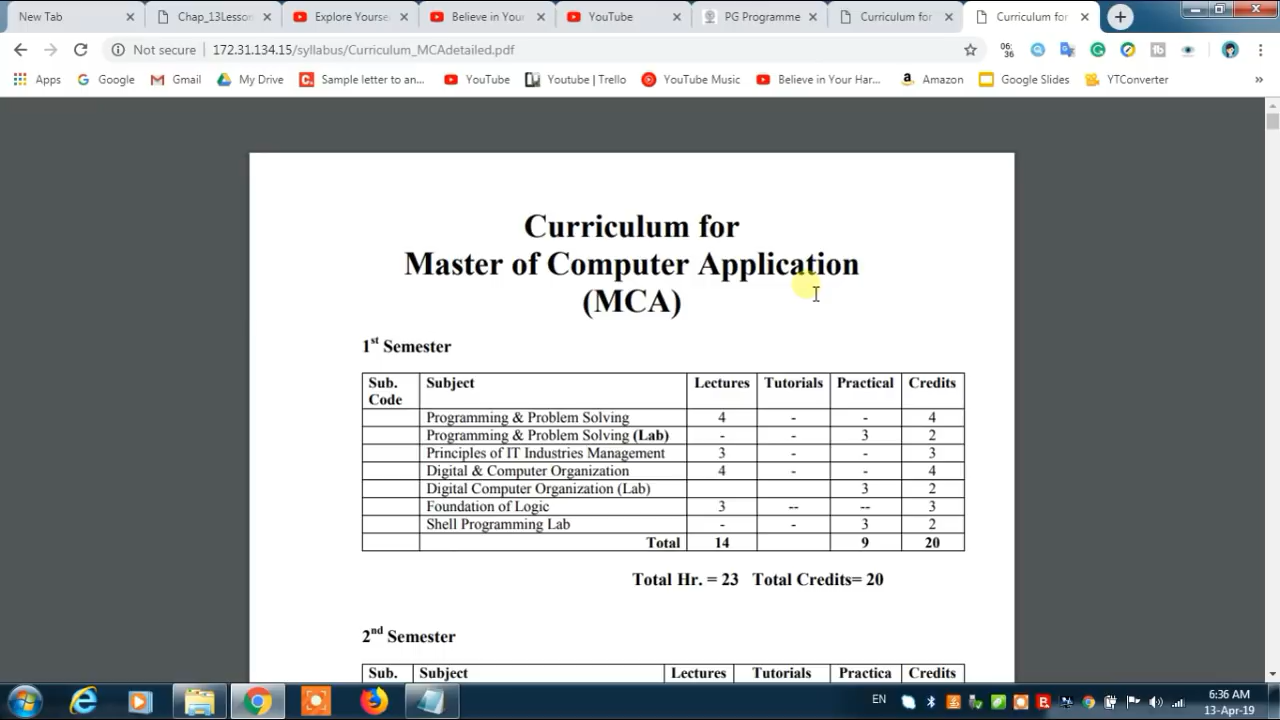 New Tab
Chap_13Lesson
Explore Yourse
Believe in You
YouTube
PG Programme
Curriculum for
Curriculum for
Not secure
172.31.134.15/syllabus/Curriculum_MCAdetailed.pdf
06:
36
Apps
Google
Gmail
My Drive
Sample letter to an...
YouTube
Youtube | Trello
YouTube Music
Believe in Your Har...
Amazon
Google Slides
YTConverter
»
Curriculum for
Master of Computer Application
(MCA)
1st Semester
Sub. Code Subject Lectures Tutorials Practical Credits
Programming & Problem Solving 4 - - 4
Programming & Problem Solving (Lab) - - 3 2
Principles of IT Industries Management 3 - - 3
Digital & Computer Organization 4 - - 4
Digital Computer Organization (Lab) 3 2
Foundation of Logic 3 -- -- 3
Shell Programming Lab - - 3 2
Total 14 9 20
Total Hr. = 23 Total Credits= 20
2nd Semester
Sub. Subject Lectures Tutorials Practica Credits
EN
6:36 AM
13-Apr-19